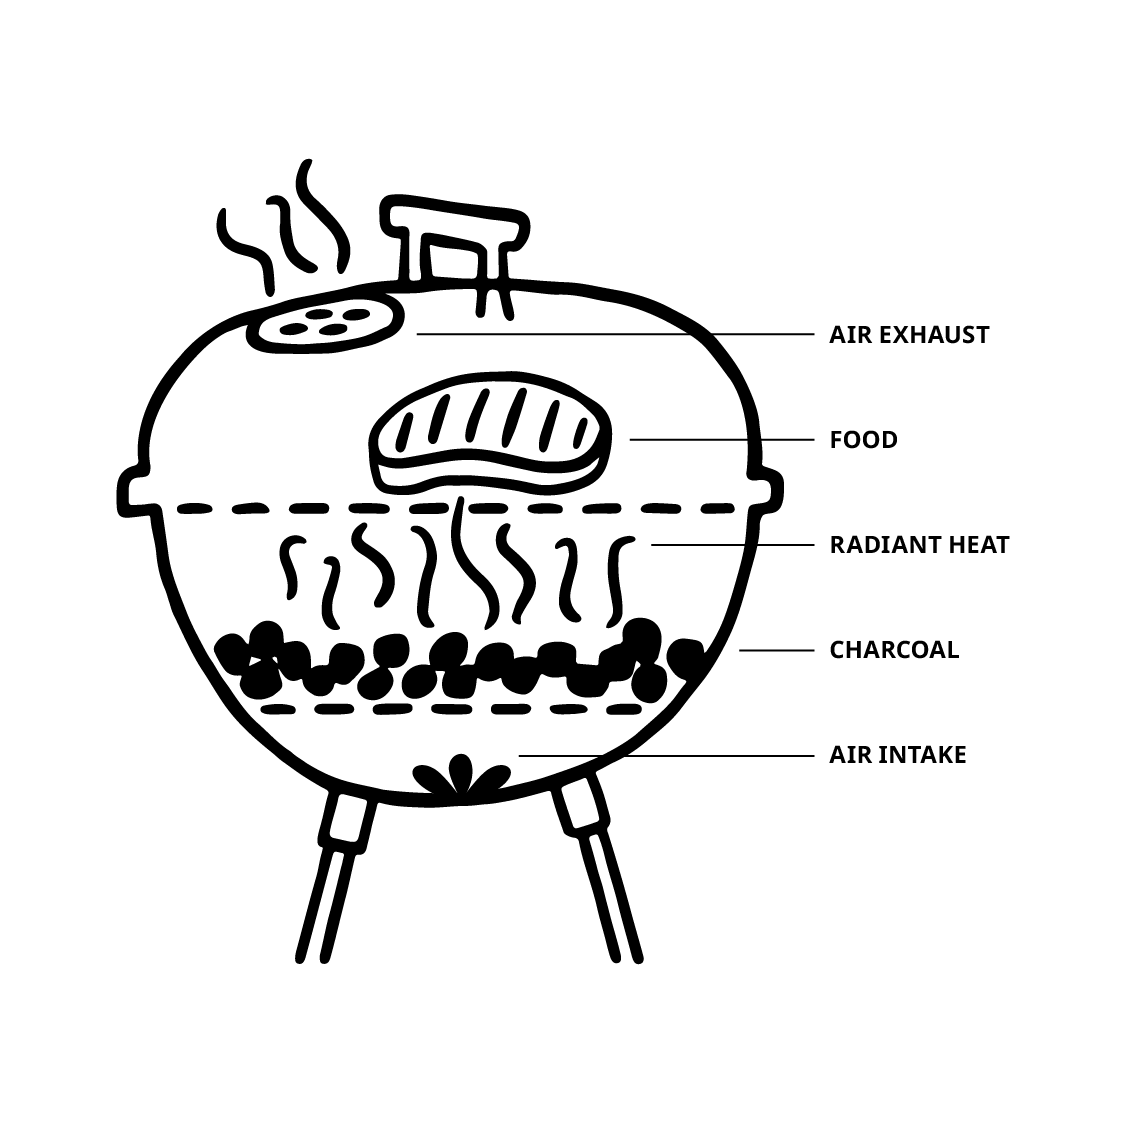 AIR EXHAUST
FOOD
RADIANT HEAT
CHARCOAL
AIR INTAKE